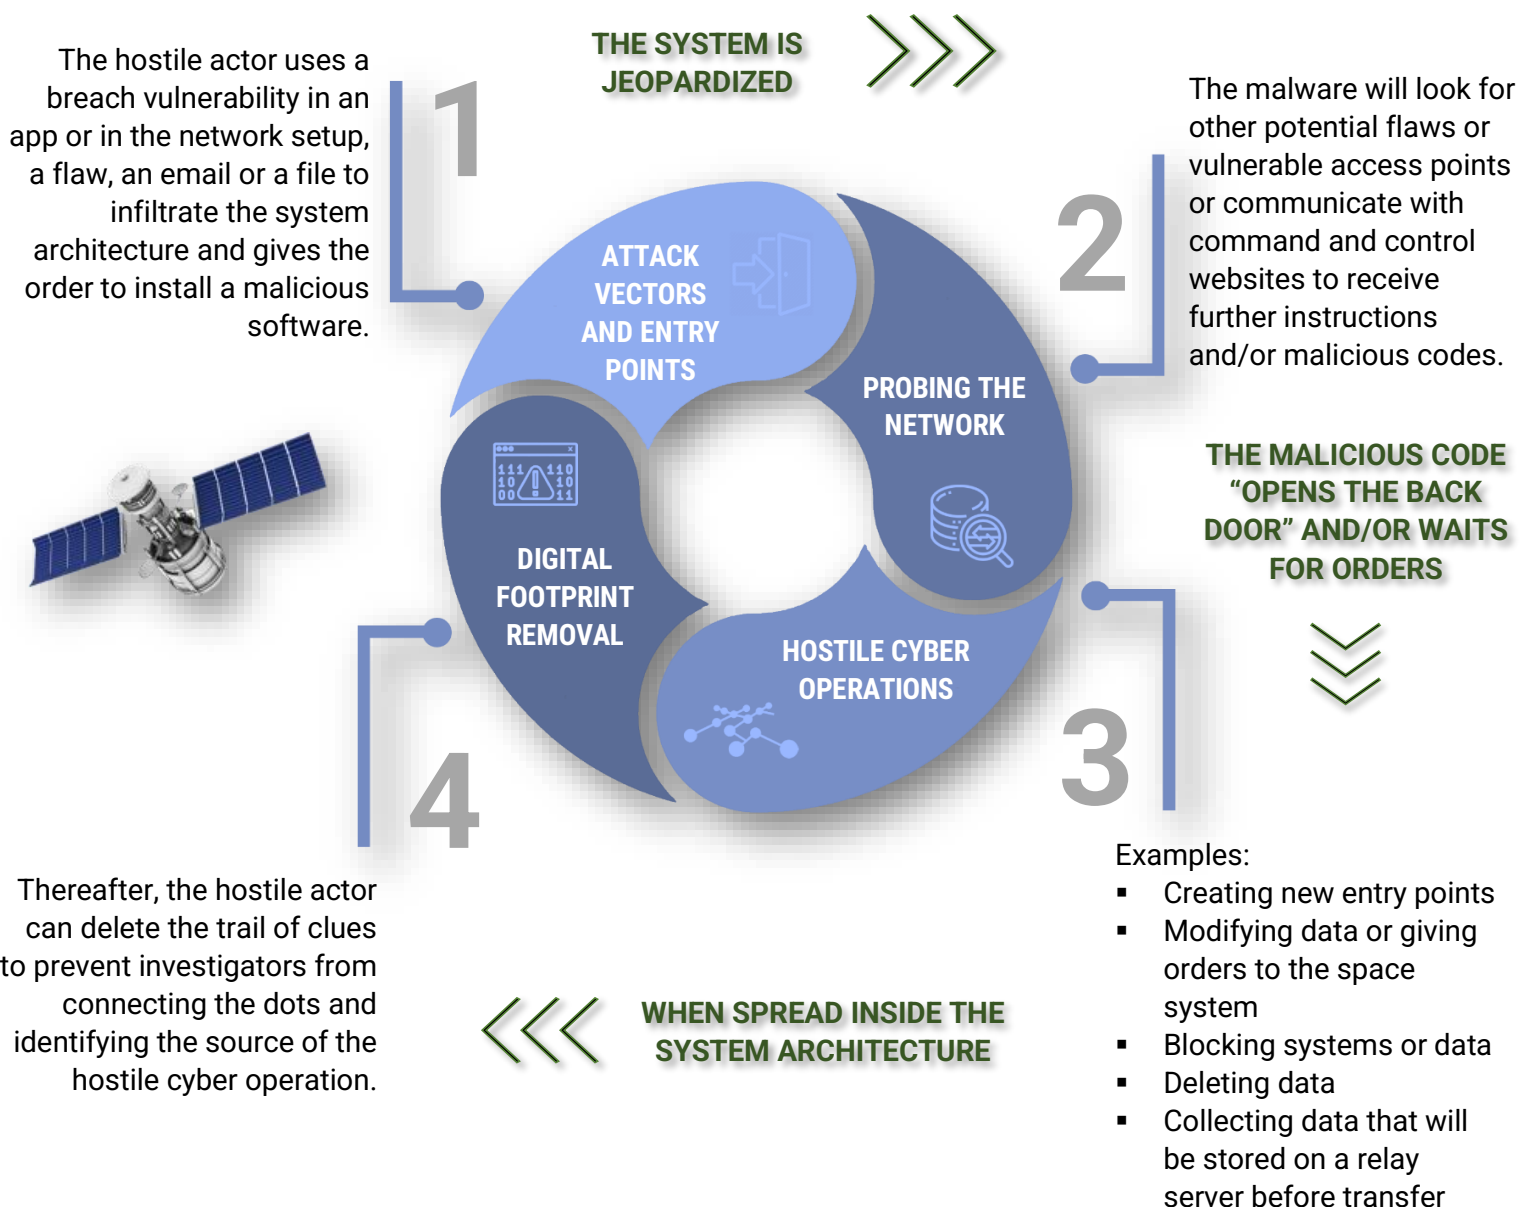 THE SYSTEM IS
JEOPARDIZED
1
The hostile actor uses a
breach vulnerability in an
app or in the network setup,
a flaw, an email or a file to
infiltrate the system
architecture and gives the
order to install a malicious
software.
ATTACK
VECTORS
AND ENTRY
POINTS
2
The malware will look for
other potential flaws or
vulnerable access points
or communicate with
command and control
websites to receive
further instructions
and/or malicious codes.
PROBING THE
NETWORK
THE MALICIOUS CODE
“OPENS THE BACK
DOOR” AND/OR WAITS
FOR ORDERS
3
HOSTILE CYBER
OPERATIONS
Examples:
▪ Creating new entry points
▪ Modifying data or giving
orders to the space
system
▪ Blocking systems or data
▪ Deleting data
▪ Collecting data that will
be stored on a relay
server before transfer
WHEN SPREAD INSIDE THE
SYSTEM ARCHITECTURE
4
111 110
10 10
00 11
DIGITAL
FOOTPRINT
REMOVAL
Thereafter, the hostile actor
can delete the trail of clues
to prevent investigators from
connecting the dots and
identifying the source of the
hostile cyber operation.